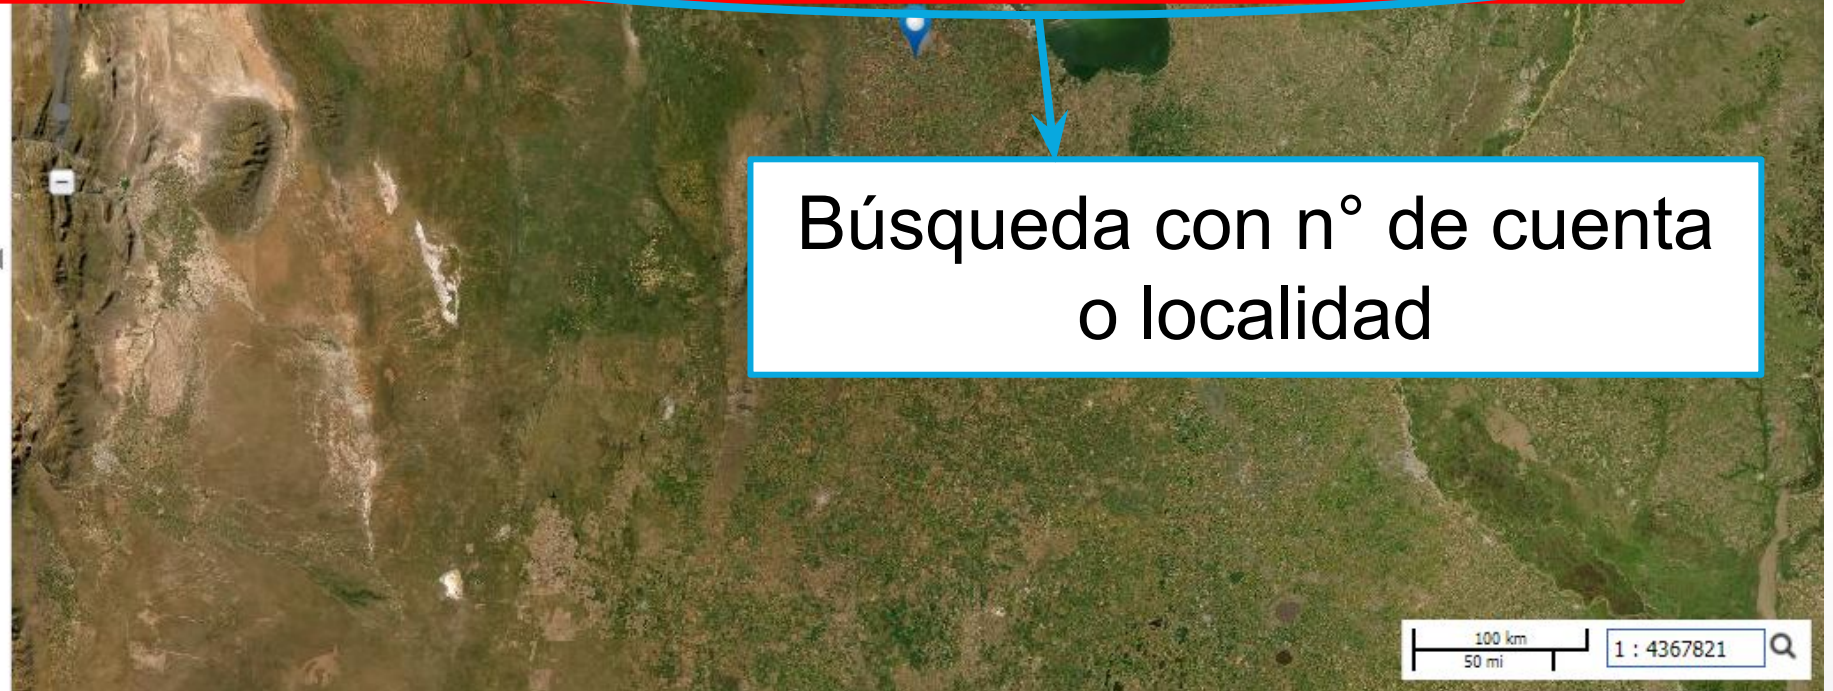 Búsqueda con n° de cuenta
o localidad
100 km
50 mi
1 : 4367821